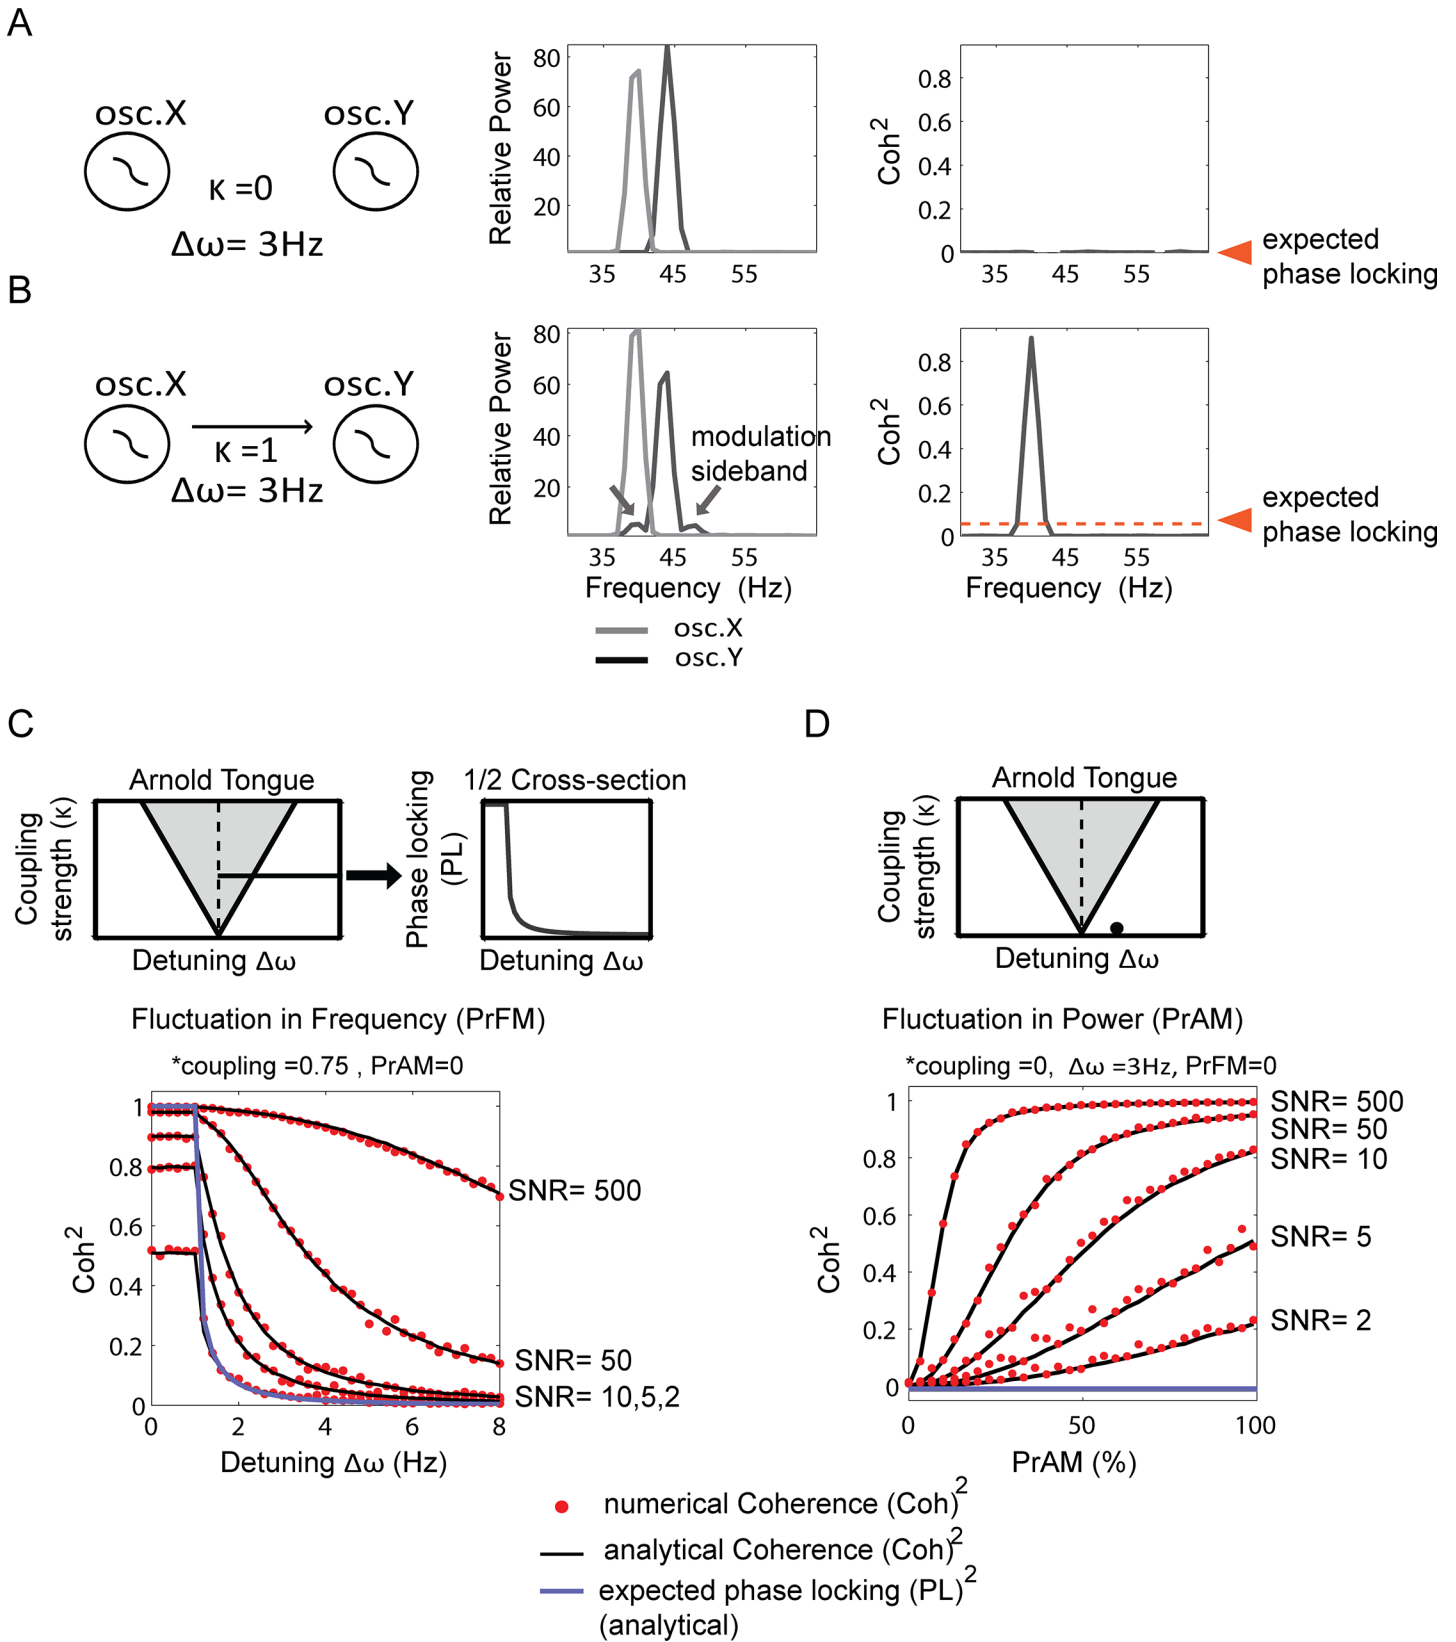 A
osc.X
osc.Y
κ =0
Δω= 3Hz
Relative Power
80
60
40
20
35
45
55
Coh²
0.8
0.6
0.4
0.2
0
35
45
55
expected
phase locking
B
osc.X
osc.Y
κ =1
Δω= 3Hz
Relative Power
80
60
40
20
modulation
sideband
35
45
55
Frequency (Hz)
Coh²
0.8
0.6
0.4
0.2
0
35
45
55
Frequency (Hz)
expected
phase locking
osc.X
osc.Y
C
Arnold Tongue
Coupling
strength (κ)
Detuning Δω
1/2 Cross-section
Phase locking
(PL)
Detuning Δω
Fluctuation in Frequency (PrFM)
*coupling =0.75 , PrAM=0
Coh²
1
0.8
0.6
0.4
0.2
0
0
2
4
6
8
Detuning Δω (Hz)
SNR= 500
SNR= 50
SNR= 10,5,2
D
Arnold Tongue
Coupling
strength (κ)
Detuning Δω
Fluctuation in Power (PrAM)
*coupling =0, Δω =3Hz, PrFM=0
Coh²
1
0.8
0.6
0.4
0.2
0
0
50
100
PrAM (%)
SNR= 500
SNR= 50
SNR= 10
SNR= 5
SNR= 2
numerical Coherence (Coh)²
analytical Coherence (Coh)²
expected phase locking (PL)²
(analytical)